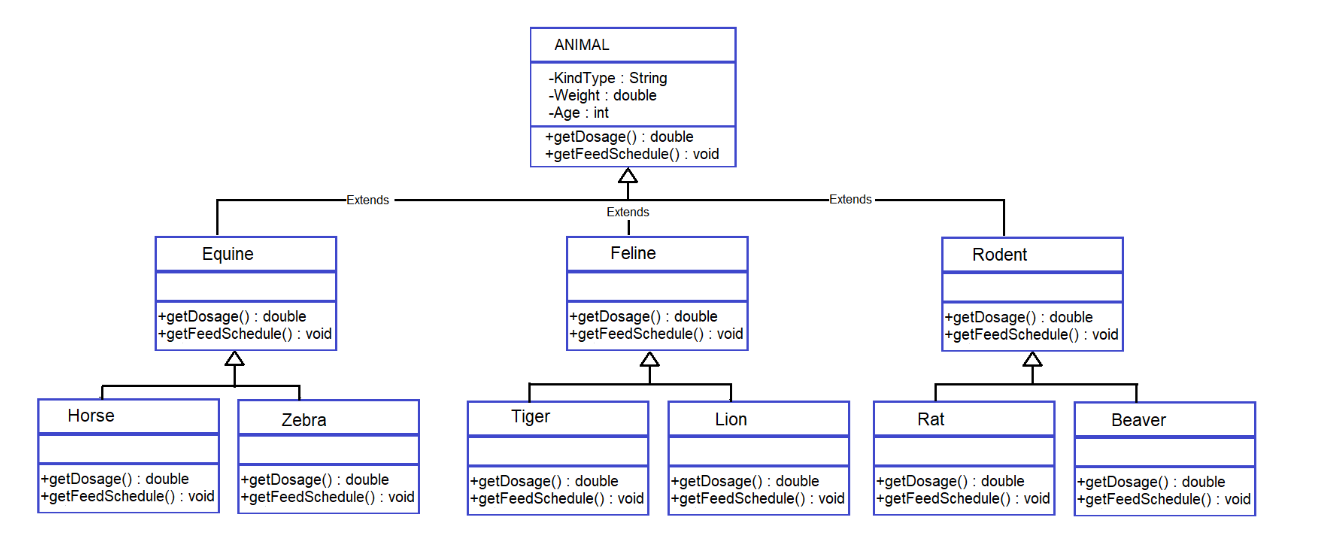 ANIMAL
-KindType : String
-Weight : double
-Age : int
+getDosage() : double
+getFeedSchedule() : void
Extends
Extends
Extends
Equine
+getDosage() : double
+getFeedSchedule() : void
Feline
+getDosage() : double
+getFeedSchedule() : void
Rodent
+getDosage() : double
+getFeedSchedule() : void
Horse
+getDosage() : double
+getFeedSchedule() : void
Zebra
+getDosage() : double
+getFeedSchedule() : void
Tiger
+getDosage() : double
+getFeedSchedule() : void
Lion
+getDosage() : double
+getFeedSchedule() : void
Rat
+getDosage() : double
+getFeedSchedule() : void
Beaver
+getDosage() : double
+getFeedSchedule() : void